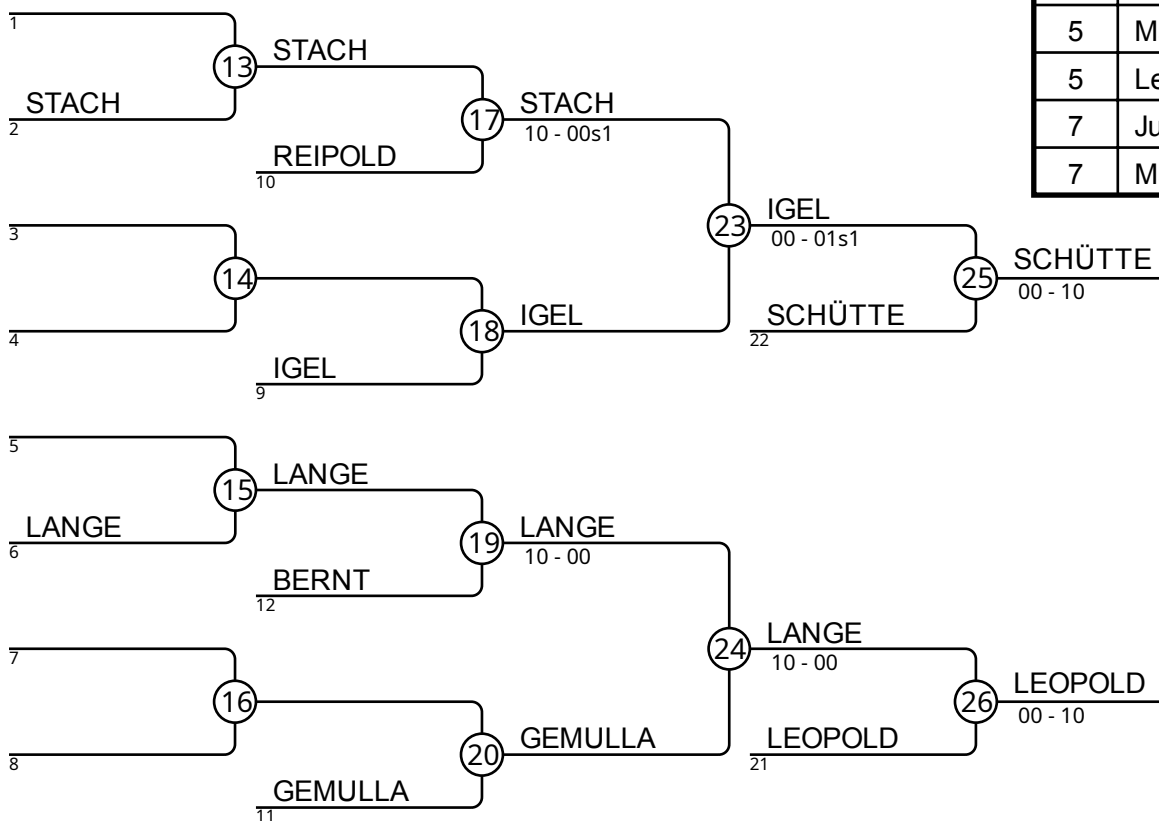 1
13
STACH
STACH
2
17
STACH
10 - 00s1
REIPOLD
10
3
14
4
18
IGEL
IGEL
9
23
IGEL
00 - 01s1
SCHÜTTE
22
25
SCHÜTTE
00 - 10
5
15
LANGE
LANGE
6
19
LANGE
10 - 00
BERNT
12
7
16
8
20
GEMULLA
GEMULLA
11
24
LANGE
10 - 00
LEOPOLD
21
26
LEOPOLD
00 - 10
5 M
5 Le
7 Ju
7 M